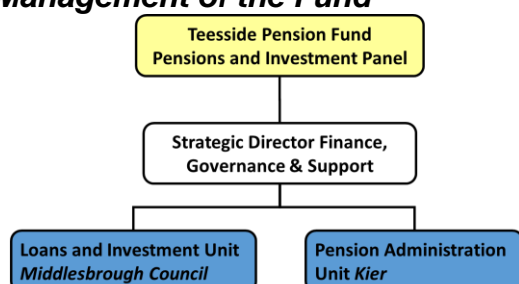 Management of the Fund
Teesside Pension Fund
Pensions and Investment Panel
Strategic Director Finance,
Governance & Support
Loans and Investment Unit
Middlesbrough Council
Pension Administration
Unit Kier